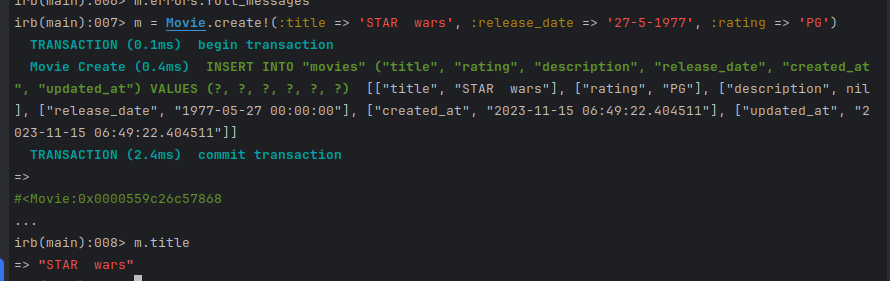 irb(main):006> m.errors.full_messages
irb(main):007> m = Movie.create!(:title => 'STAR  wars', :release_date => '27-5-1977', :rating => 'PG')
  TRANSACTION (0.1ms)  begin transaction
  Movie Create (0.4ms)  INSERT INTO "movies" ("title", "rating", "description", "release_date", "created_at
", "updated_at") VALUES (?, ?, ?, ?, ?, ?)  [["title", "STAR  wars"], ["rating", "PG"], ["description", nil
], ["release_date", "1977-05-27 00:00:00"], ["created_at", "2023-11-15 06:49:22.404511"], ["updated_at", "2
023-11-15 06:49:22.404511"]]
  TRANSACTION (2.4ms)  commit transaction
=>
#<Movie:0x0000559c26c57868
...
irb(main):008> m.title
=> "STAR  wars"